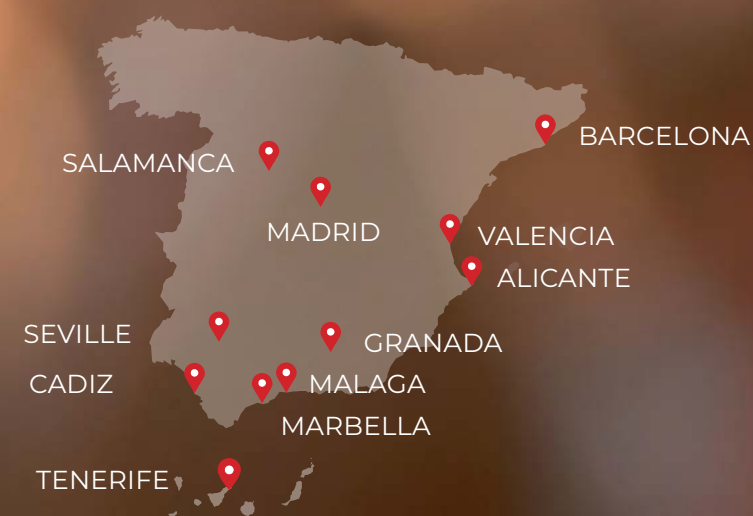 BARCELONA
SALAMANCA
MADRID
VALENCIA
ALICANTE
SEVILLE
GRANADA
CADIZ
MALAGA
MARBELLA
TENERIFE